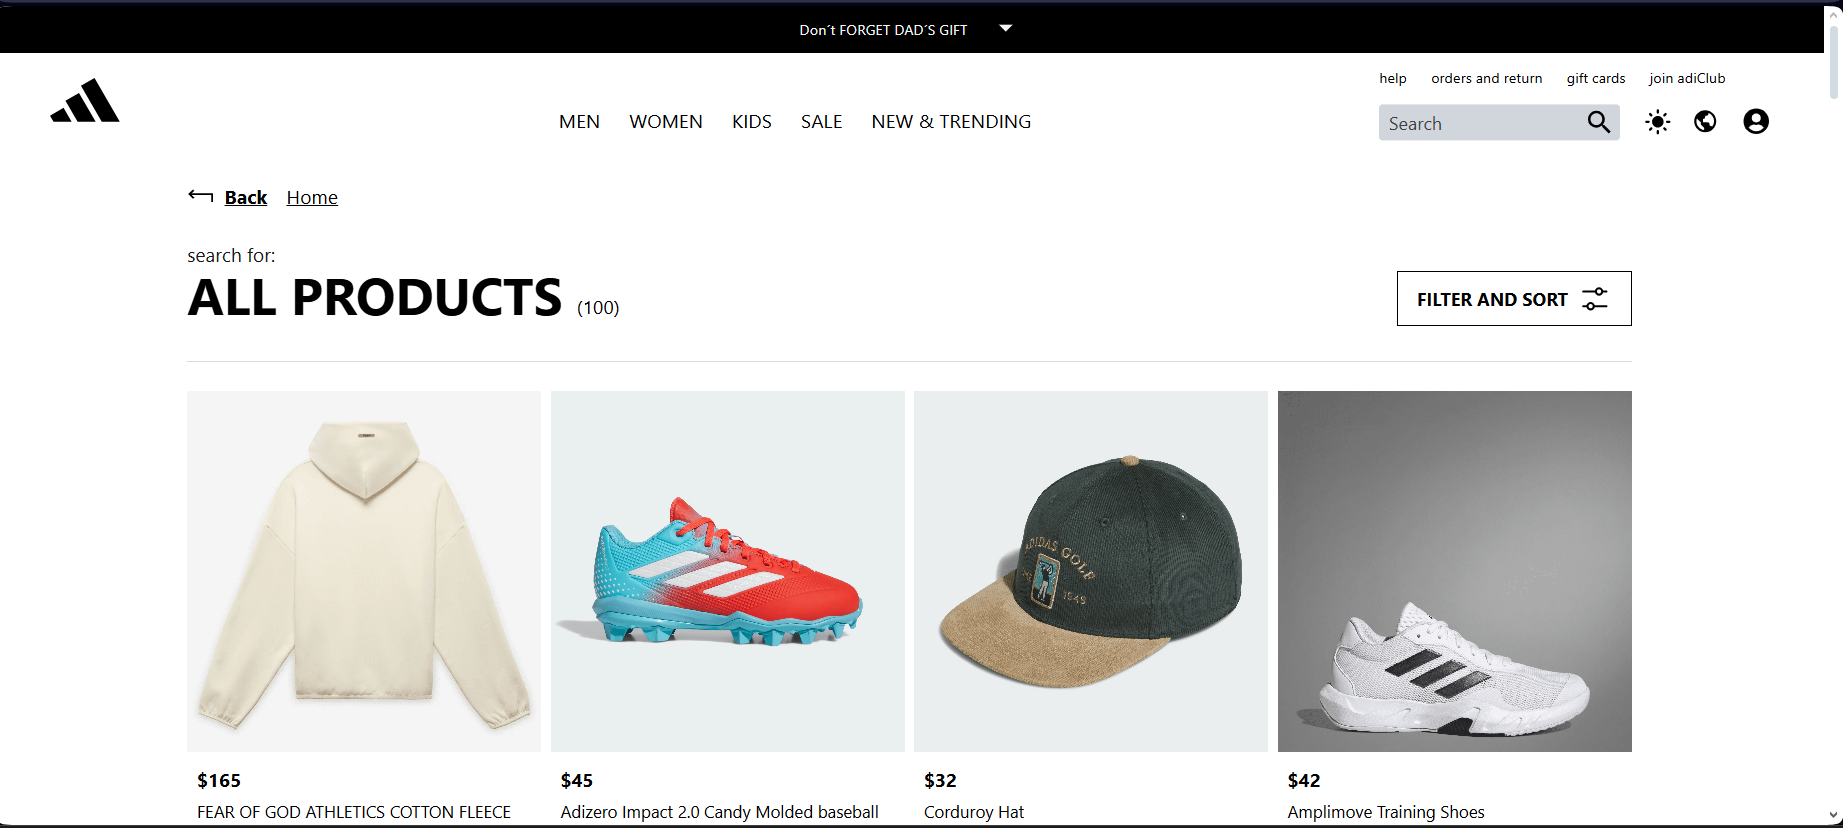 Don´t FORGET DAD´S GIFT
help orders and return gift cards join adiClub
MEN WOMEN KIDS SALE NEW & TRENDING
Search
Back Home
search for:
ALL PRODUCTS (100)
FILTER AND SORT
ADIDAS GOLF
1949
$165
FEAR OF GOD ATHLETICS COTTON FLEECE
$45
Adizero Impact 2.0 Candy Molded baseball
$32
Corduroy Hat
$42
Amplimove Training Shoes